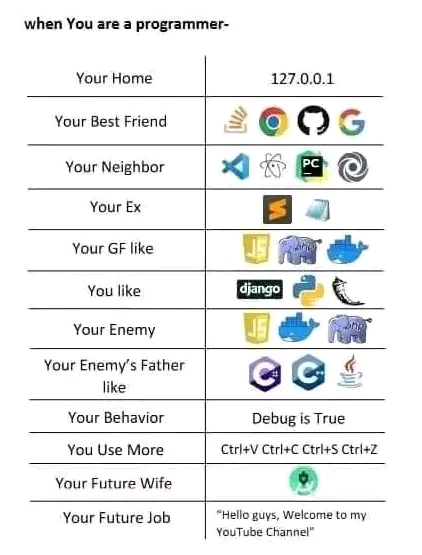 when You are a programmer-
Your Home 127.0.0.1
Your Best Friend
Your Neighbor PC
Your Ex S
Your GF like JS php
You like django
Your Enemy JS php
Your Enemy's Father
like C# C++
Your Behavior Debug is True
You Use More Ctrl+V Ctrl+C Ctrl+S Ctrl+Z
Your Future Wife
Your Future Job "Hello guys, Welcome to my
YouTube Channel"